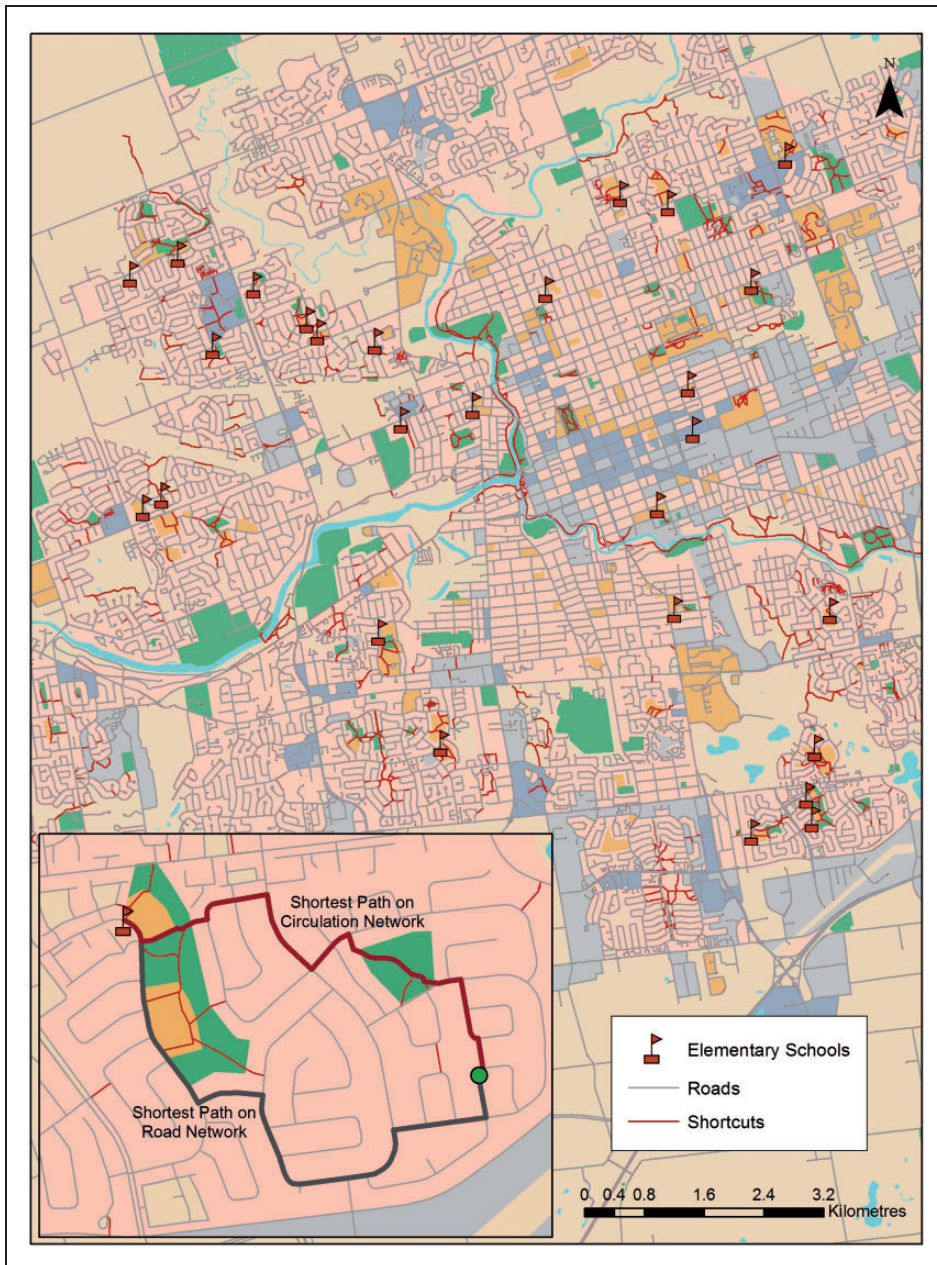 N
Shortest Path on
Circulation Network
Shortest Path on
Road Network
Elementary Schools
Roads
Shortcuts
0 0.4 0.8 1.6 2.4 3.2
Kilometres